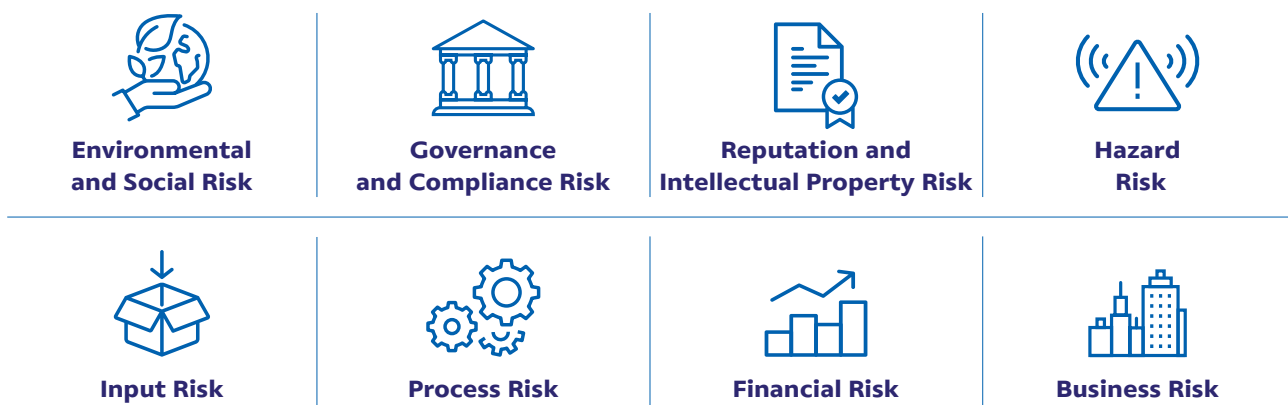 Environmental
and Social Risk
Governance
and Compliance Risk
Reputation and
Intellectual Property Risk
Hazard
Risk
Input Risk
Process Risk
Financial Risk
Business Risk